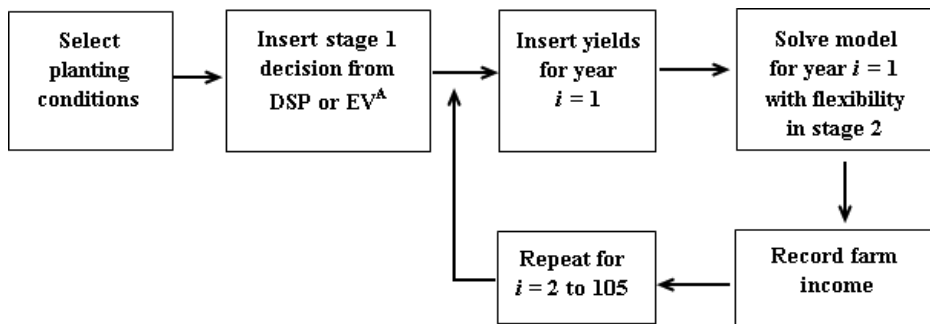 Select
planting
conditions
Insert stage 1
decision from
DSP or EVᴬ
Insert yields
for year
i = 1
Solve model
for year i = 1
with flexibility
in stage 2
Record farm
income
Repeat for
i = 2 to 105